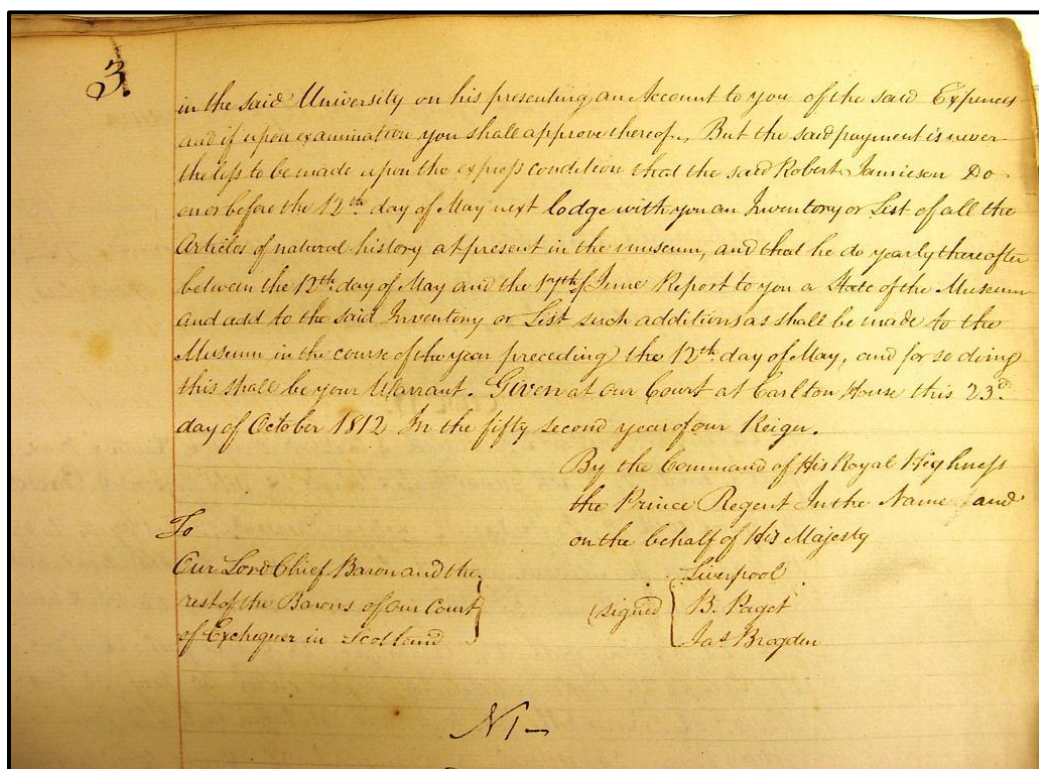 3.
in the said University on his presenting an Account to you of the said Expences
and if upon examination you shall approve thereof. But the said payment is never
theless to be made upon the express condition that the said Robert Jamieson Do
on or before the 12th day of May next lodge with you an Inventory or List of all the
Articles of natural history at present in the museum, and that he do yearly thereafter
between the 12th day of May and the 17th of June Report to you a State of the Museum
and add to the said Inventory or List such additions as shall be made to the
Museum in the course of the year preceding the 12th day of May, and for so doing
this shall be your Warrant. Given at our Court at Carlton House this 23d.
day of October 1812 In the fifty second year of our Reign.
By the Command of His Royal Highness
the Prince Regent In the Name and
on the behalf of His Majesty
To
Our Lord Chief Baron and the
rest of the Barons of our Court
of Exchequer in Scotland
(signed
Liverpool
B. Paget
Jas Brogden